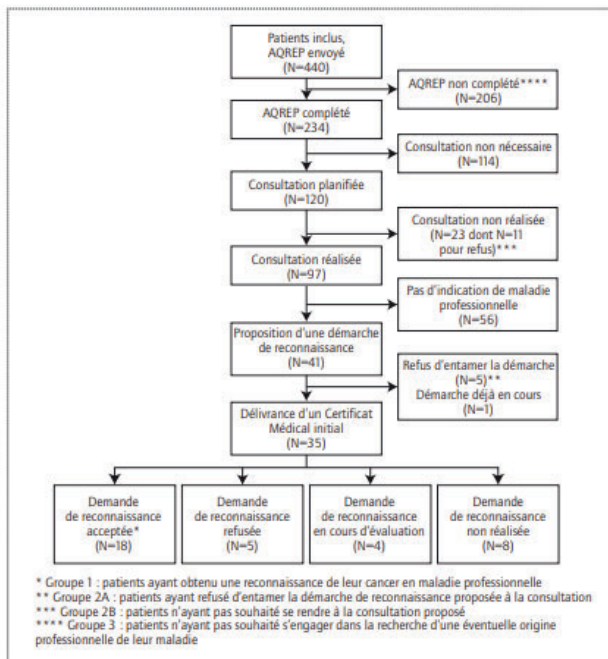 Patients inclus,
AQREP envoyé
(N=440)
AQREP non complété****
(N=206)
AQREP complété
(N=234)
Consultation non nécessaire
(N=114)
Consultation planifiée
(N=120)
Consultation non réalisée
(N=23 dont N=11
pour refus)***
Consultation réalisée
(N=97)
Pas d'indication de maladie
professionnelle
(N=56)
Proposition d'une démarche
de reconnaissance
(N=41)
Refus d'entamer la démarche
(N=5)**
Démarche déjà en cours
(N=1)
Délivrance d'un Certificat
Médical initial
(N=35)
Demande
de reconnaissance
acceptée*
(N=18)
Demande
de reconnaissance
refusée
(N=5)
Demande
de reconnaissance
en cours d'évaluation
(N=4)
Demande
de reconnaissance
non réalisée
(N=8)
* Groupe 1 : patients ayant obtenu une reconnaissance de leur cancer en maladie professionnelle
** Groupe 2A : patients ayant refusé d'entamer la démarche de reconnaissance proposée à la consultation
*** Groupe 2B : patients n'ayant pas souhaité se rendre à la consultation proposé
**** Groupe 3 : patients n'ayant pas souhaité s'engager dans la recherche d'une éventuelle origine
professionnelle de leur maladie